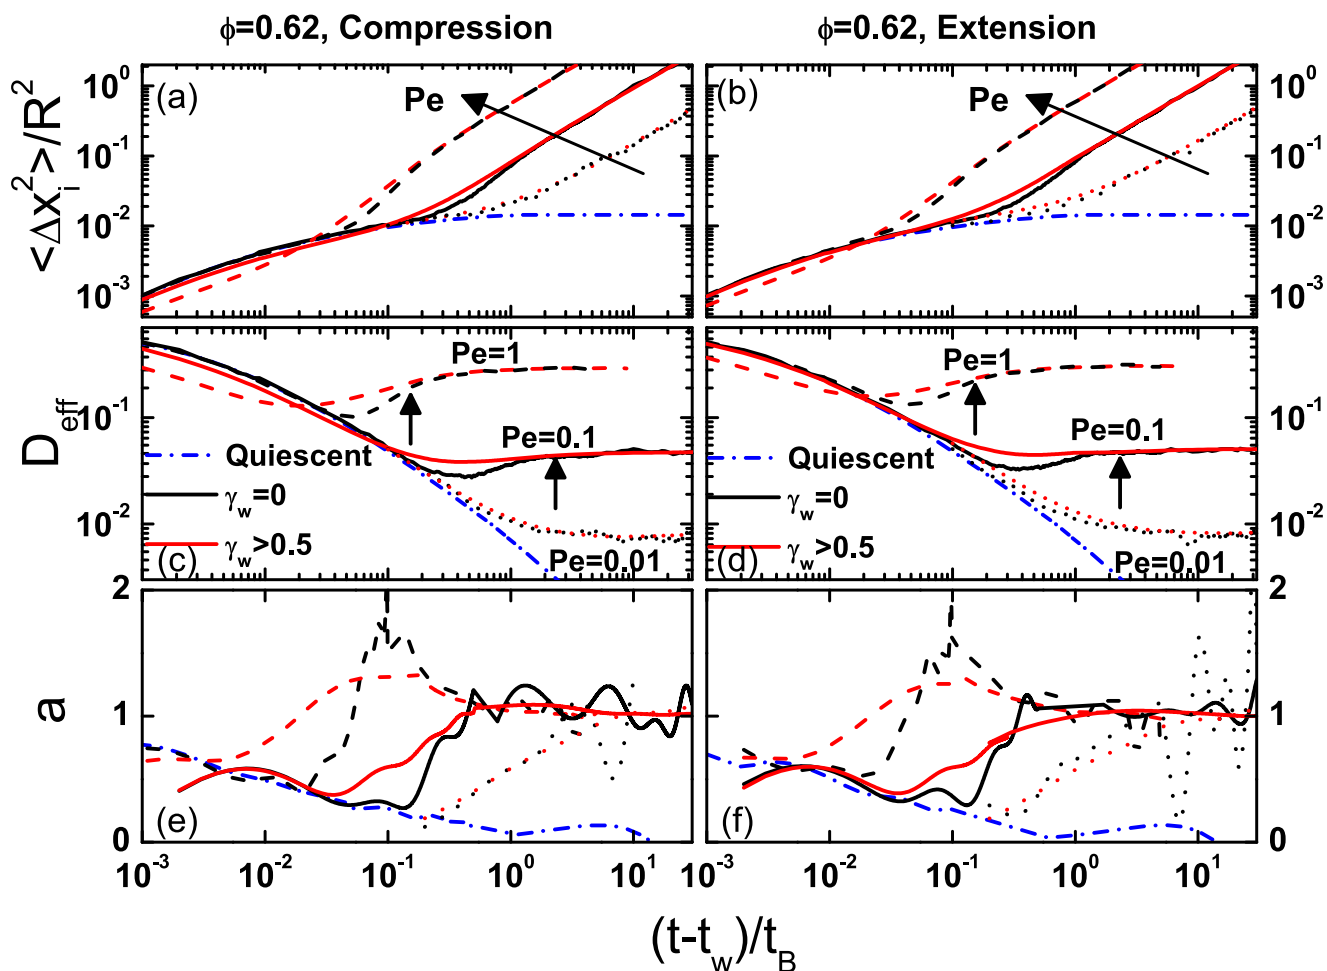 ϕ=0.62, Compression
ϕ=0.62, Extension
<Δx_i^2>/R^2
10^0
10^-1
10^-2
10^-3
(a)
Pe
(b)
Pe
10^0
10^-1
10^-2
10^-3
D_eff
10^-1
10^-2
Pe=1
Pe=0.1
Quiescent
γ_w=0
γ_w>0.5
(c)
Pe=0.01
Pe=1
Pe=0.1
Quiescent
γ_w=0
γ_w>0.5
(d)
Pe=0.01
10^-1
10^-2
a
2
1
0
(e)
(f)
2
1
0
10^-3
10^-2
10^-1
10^0
10^1
10^-3
10^-2
10^-1
10^0
10^1
(t-t_w)/t_B